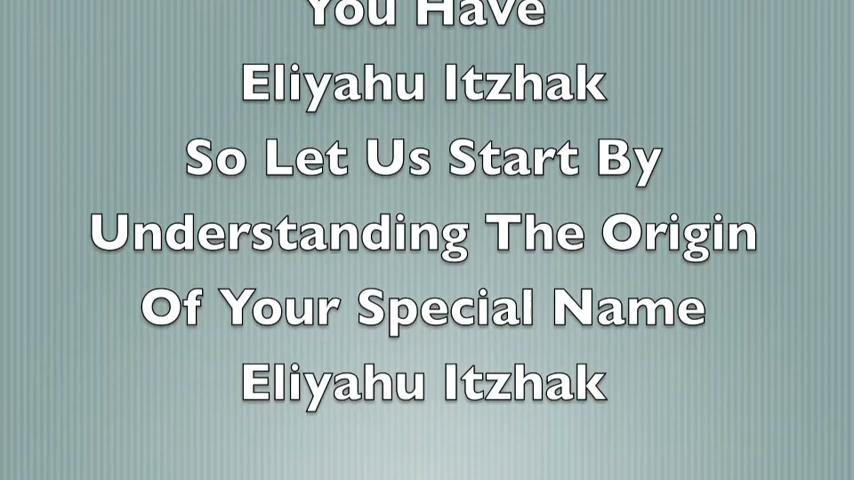 You Have
Eliyahu Itzhak
So Let Us Start By
Understanding The Origin
Of Your Special Name
Eliyahu Itzhak